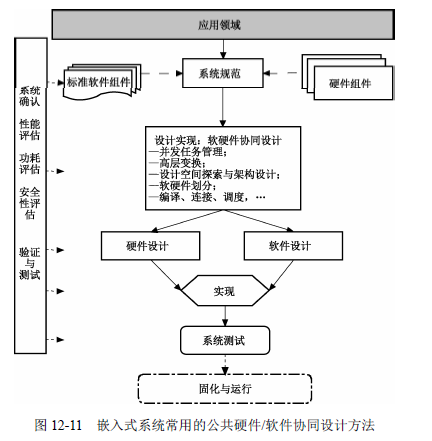 应用领域
系统
确认
性能
评估
功耗
评估
安全
性评
估
验证
与
测试
标准软件组件
系统规范
硬件组件
设计实现：软硬件协同设计
—并发任务管理；
—高层变换；
—设计空间探索与架构设计；
—软硬件划分；
—编译、连接、调度，…
硬件设计
软件设计
实现
系统测试
固化与运行
图 12-11 嵌入式系统常用的公共硬件/软件协同设计方法